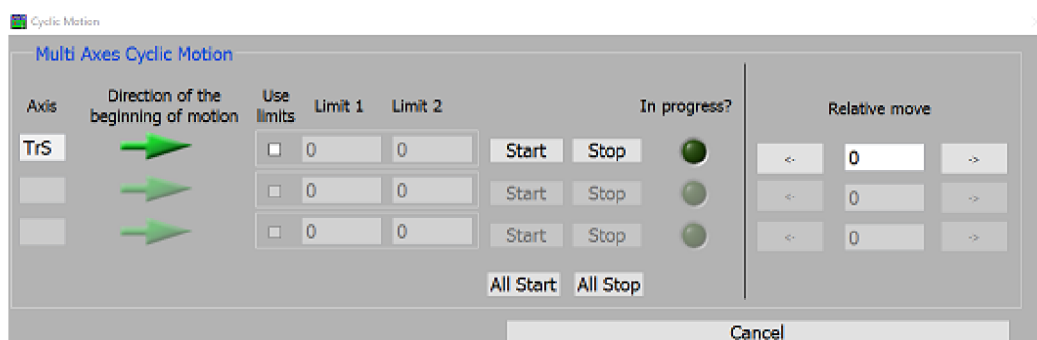 Cyclic Motion
Multi Axes Cyclic Motion
Axis Direction of the beginning of motion Use limits Limit 1 Limit 2 In progress? Relative move
TrS 0 0 Start Stop <- 0 ->
0 0 Start Stop <- 0 ->
0 0 Start Stop <- 0 ->
All Start All Stop
Cancel